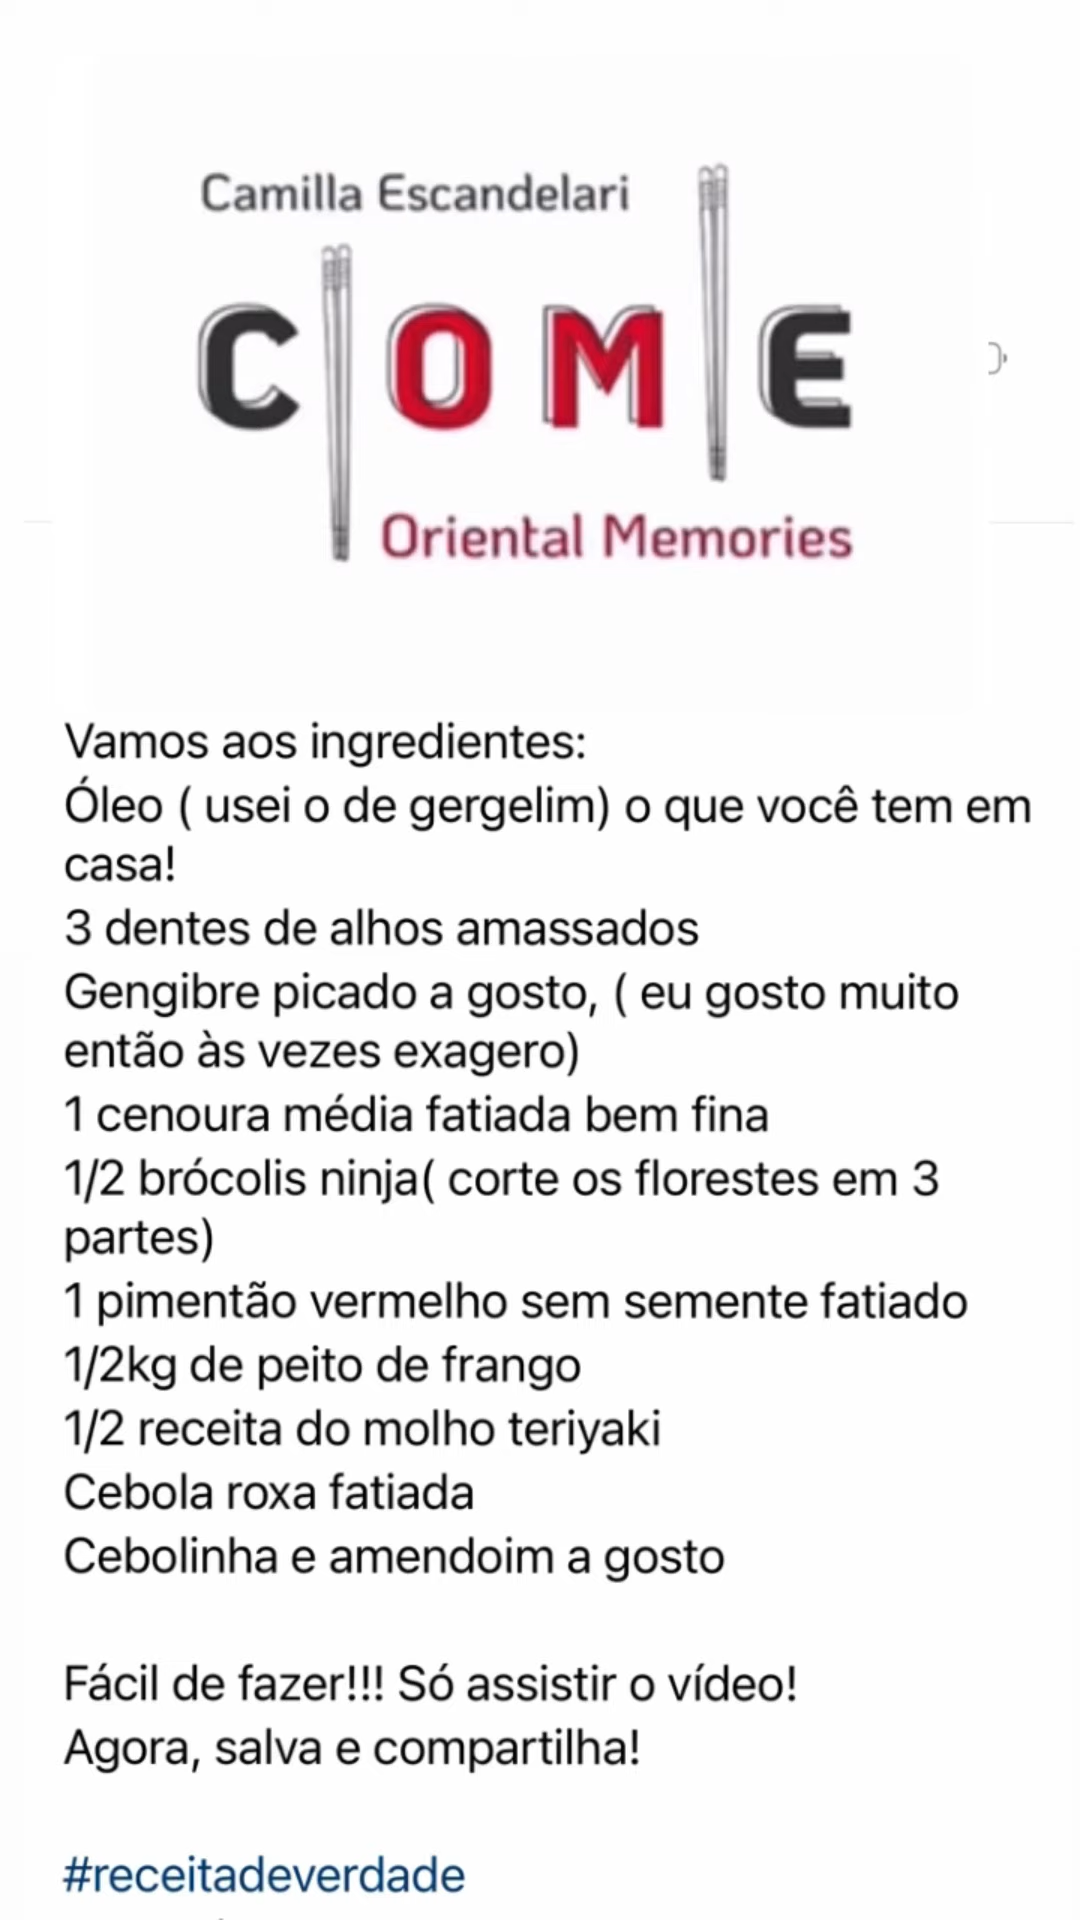 Camilla Escandelari
COME
Oriental Memories
Vamos aos ingredientes:
Óleo ( usei o de gergelim) o que você tem em
casa!
3 dentes de alhos amassados
Gengibre picado a gosto, ( eu gosto muito
então às vezes exagero)
1 cenoura média fatiada bem fina
1/2 brócolis ninja( corte os florestes em 3
partes)
1 pimentão vermelho sem semente fatiado
1/2kg de peito de frango
1/2 receita do molho teriyaki
Cebola roxa fatiada
Cebolinha e amendoim a gosto
Fácil de fazer!!! Só assistir o vídeo!
Agora, salva e compartilha!
#receitadeverdade